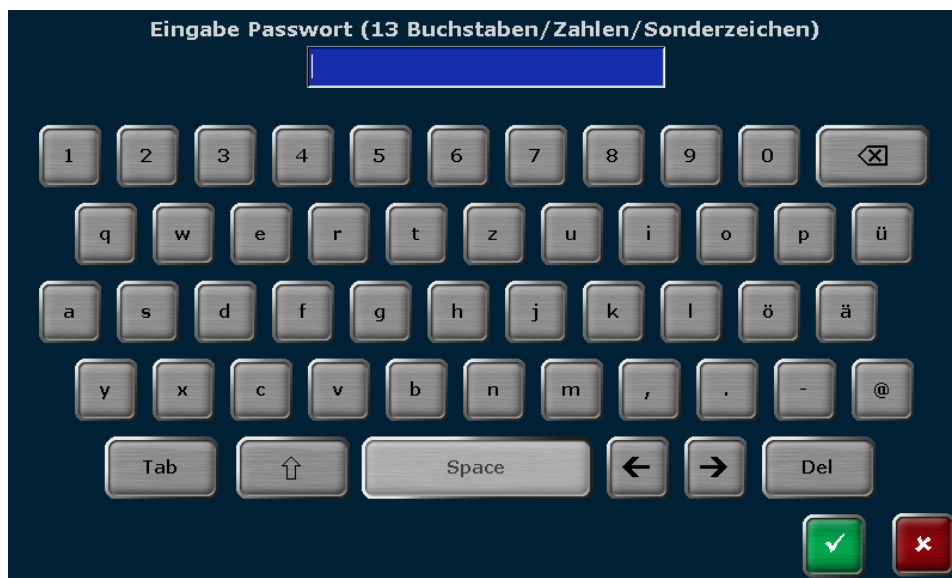 Eingabe Passwort (13 Buchstaben/Zahlen/Sonderzeichen)
1 2 3 4 5 6 7 8 9 0
q w e r t z u i o p ü
a s d f g h j k l ö ä
y x c v b n m , . - @
Tab Space Del